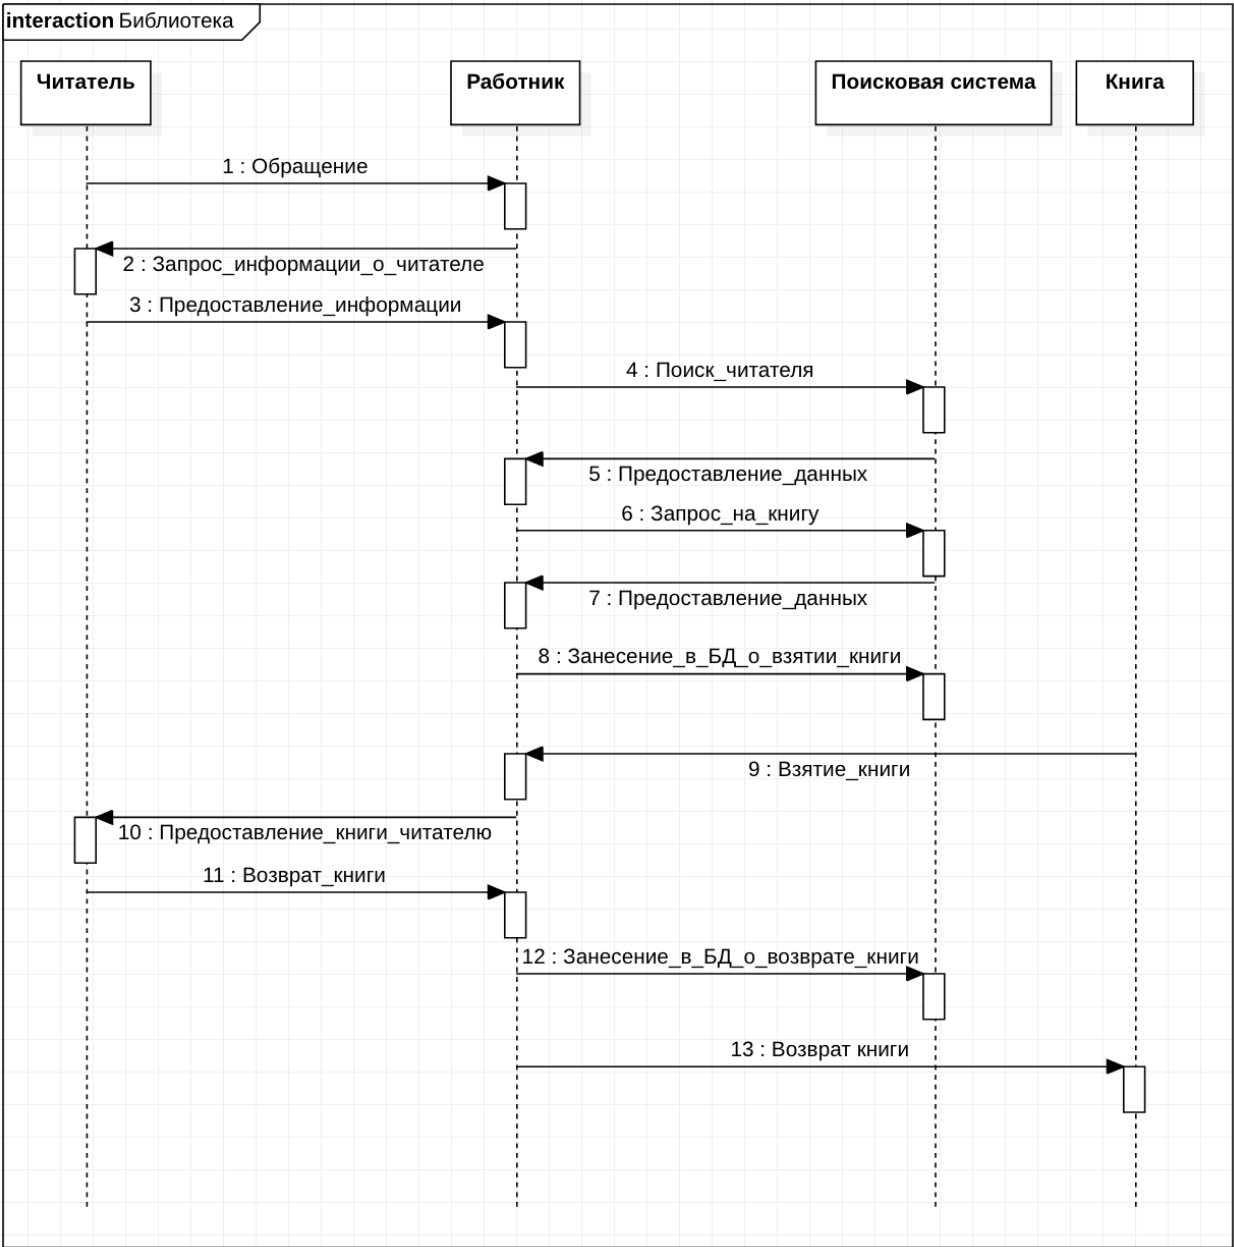 interaction Библиотека
Читатель
Работник
Поисковая система
Книга
1 : Обращение
2 : Запрос_информации_о_читателе
3 : Предоставление_информации
4 : Поиск_читателя
5 : Предоставление_данных
6 : Запрос_на_книгу
7 : Предоставление_данных
8 : Занесение_в_БД_о_взятии_книги
9 : Взятие_книги
10 : Предоставление_книги_читателю
11 : Возврат_книги
12 : Занесение_в_БД_о_возврате_книги
13 : Возврат книги